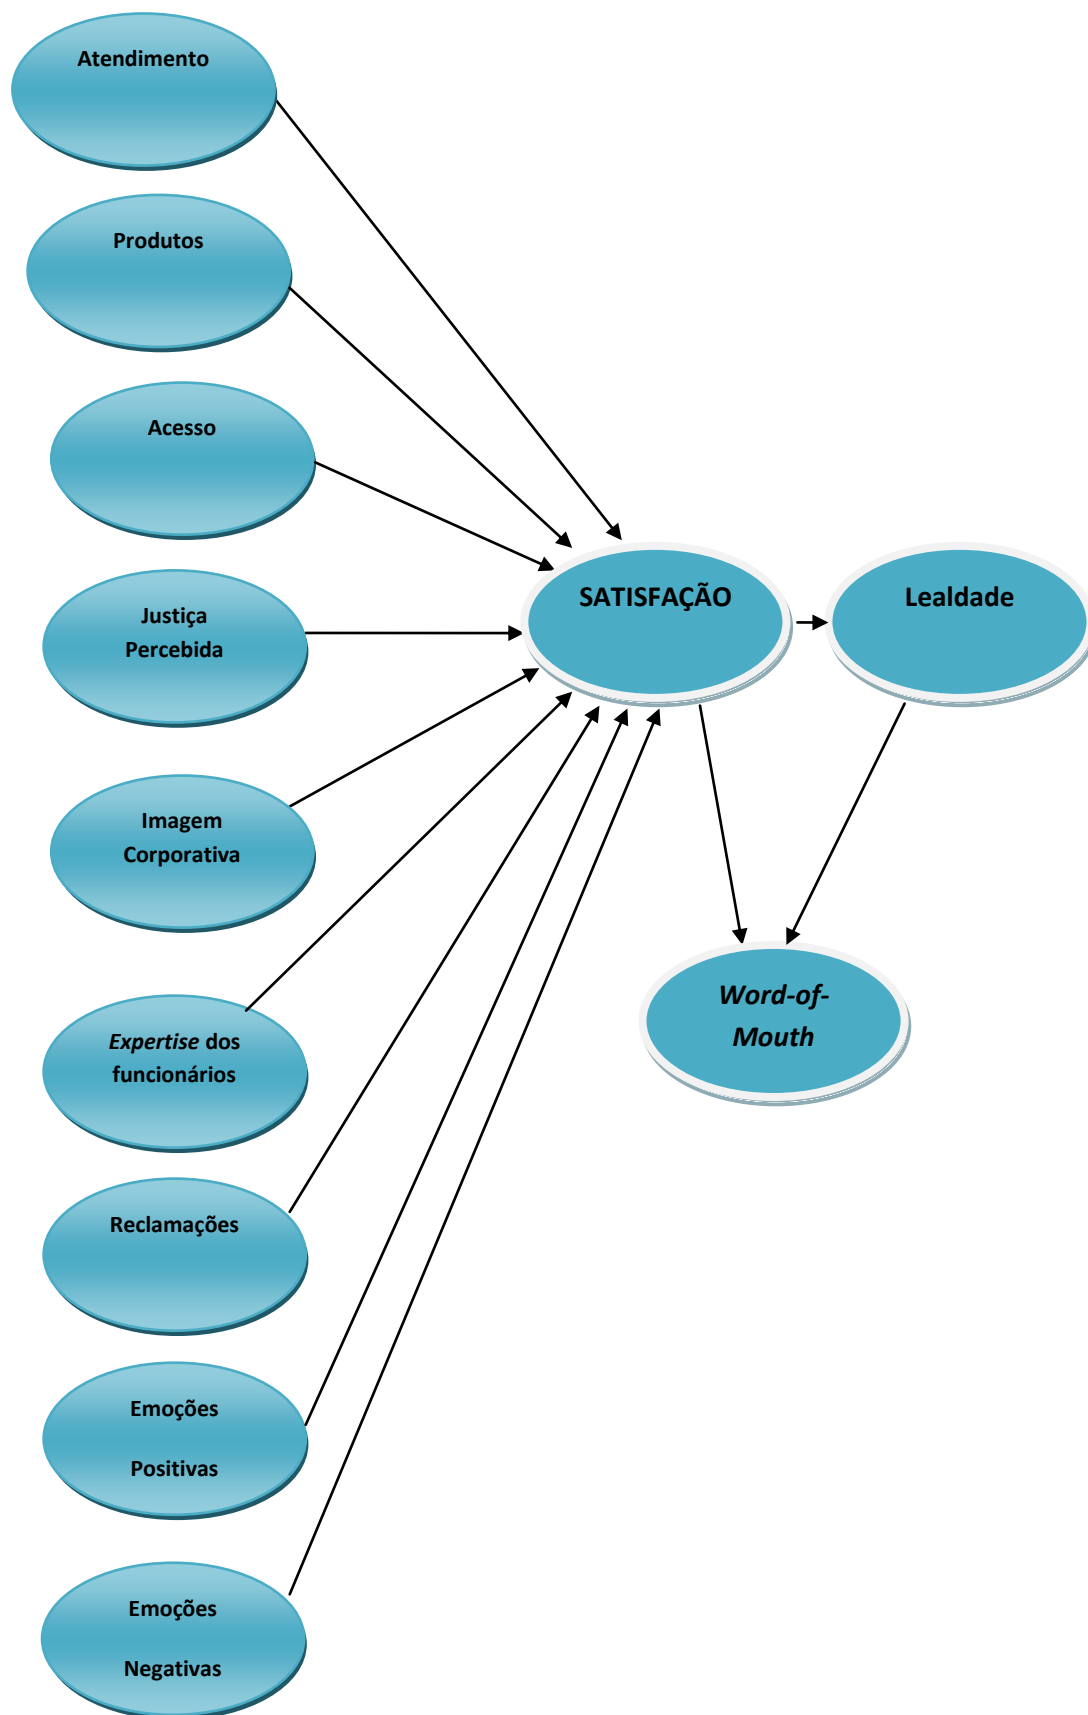 Atendimento
Produtos
Acesso
Justiça
Percebida
SATISFAÇÃO
Lealdade
Imagem
Corporativa
Word-of-
Mouth
Expertise dos
funcionários
Reclamações
Emoções
Positivas
Emoções
Negativas